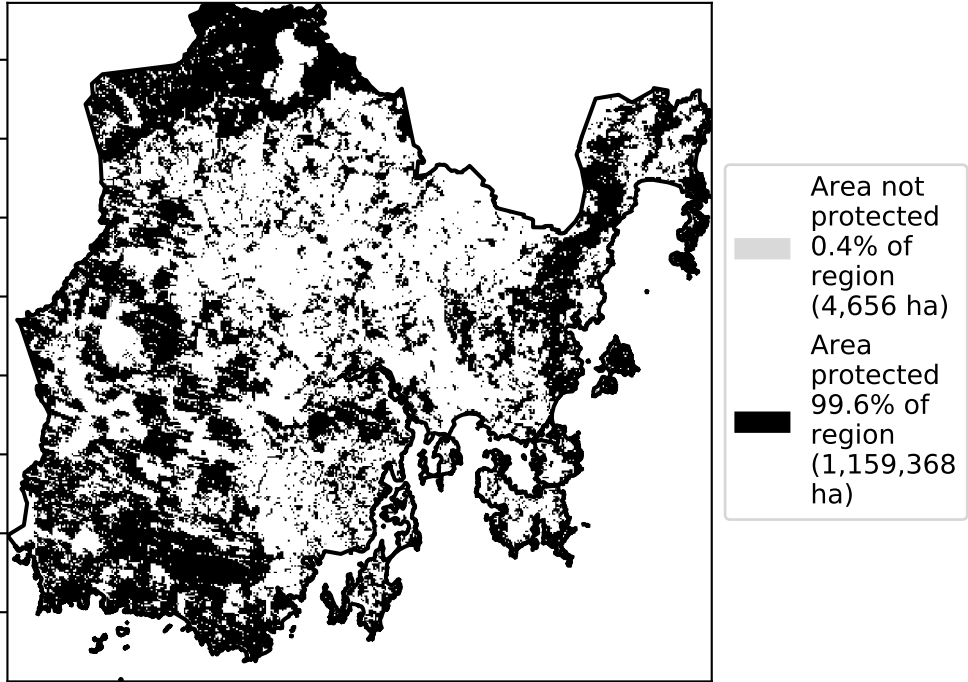 Area not
protected
0.4% of
region
(4,656 ha)
Area
protected
99.6% of
region
(1,159,368
ha)